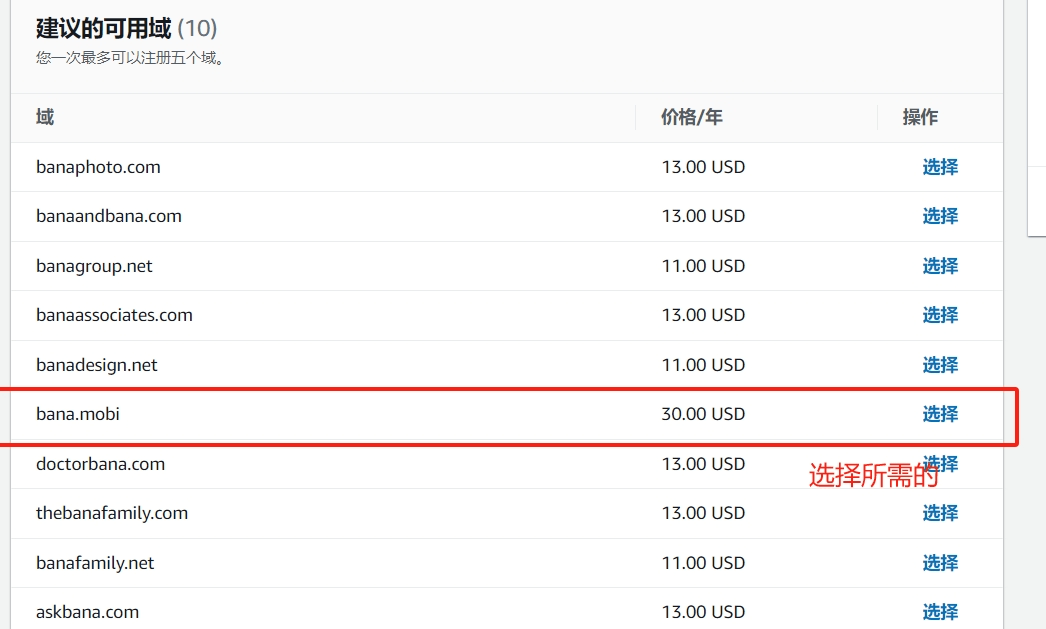 建议的可用域 (10)
您一次最多可以注册五个域。
域 价格/年 操作
banaphoto.com 13.00 USD 选择
banaandbana.com 13.00 USD 选择
banagroup.net 11.00 USD 选择
banaassociates.com 13.00 USD 选择
banadesign.net 11.00 USD 选择
bana.mobi 30.00 USD 选择
doctorbana.com 13.00 USD 选择
选择所需的
thebanafamily.com 13.00 USD 选择
banafamily.net 11.00 USD 选择
askbana.com 13.00 USD 选择